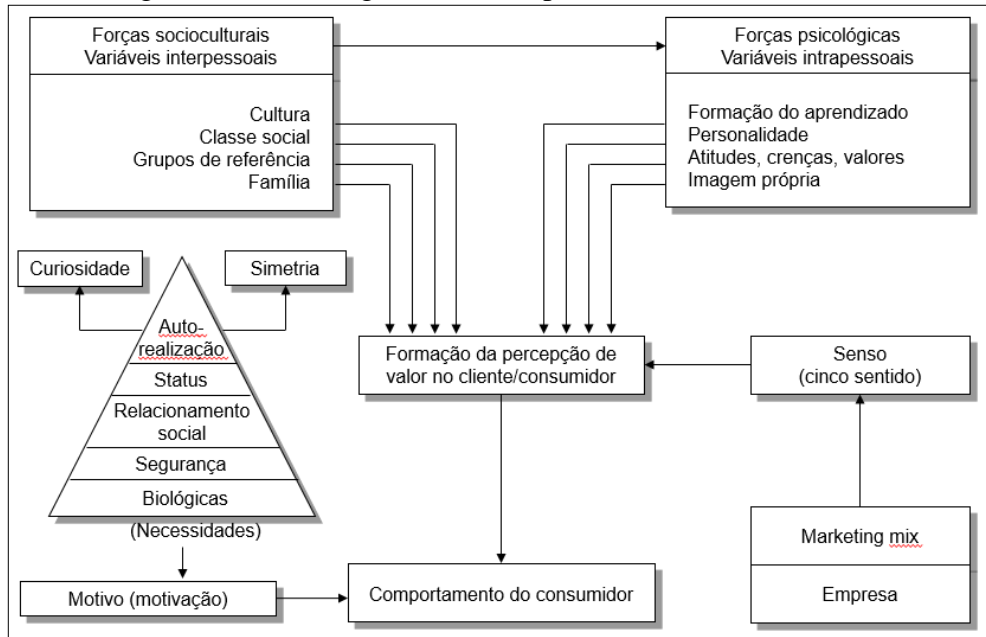 Forças socioculturais
Variáveis interpessoais
Cultura
Classe social
Grupos de referência
Família
Forças psicológicas
Variáveis intrapessoais
Formação do aprendizado
Personalidade
Atitudes, crenças, valores
Imagem própria
Curiosidade
Simetria
Auto-
realização
Status
Relacionamento
social
Segurança
Biológicas
(Necessidades)
Motivo (motivação)
Formação da percepção de
valor no cliente/consumidor
Comportamento do consumidor
Senso
(cinco sentido)
Marketing mix
Empresa